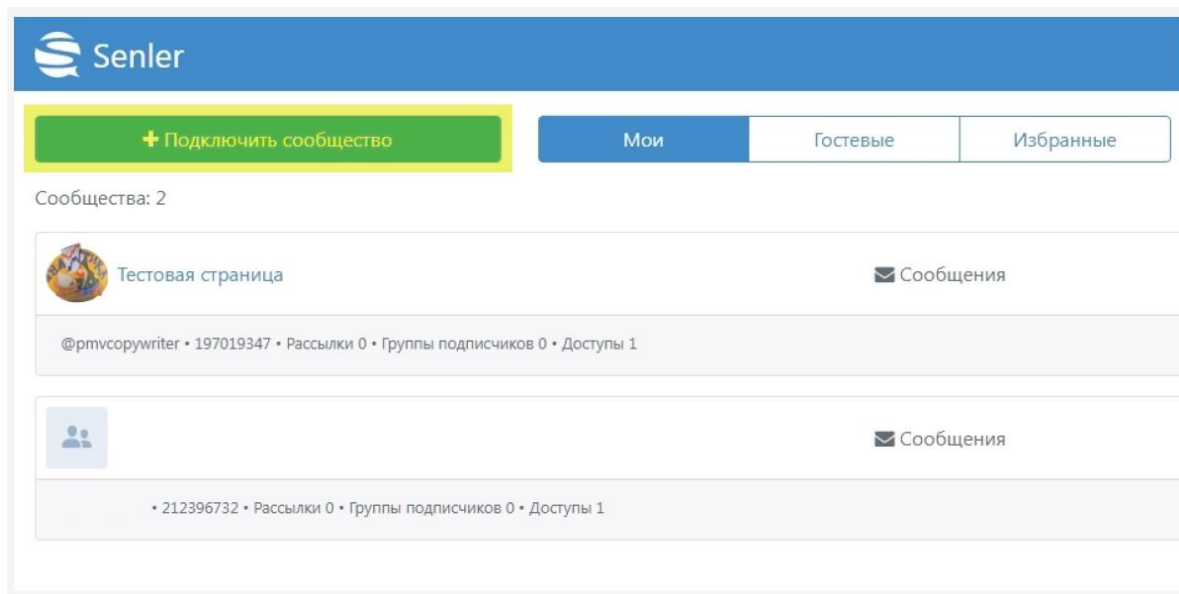 Senler
+ Подключить сообщество
Мои
Гостевые
Избранные
Сообщества: 2
Тестовая страница
Сообщения
@pmvcopywriter • 197019347 • Рассылки 0 • Группы подписчиков 0 • Доступы 1
Сообщения
• 212396732 • Рассылки 0 • Группы подписчиков 0 • Доступы 1